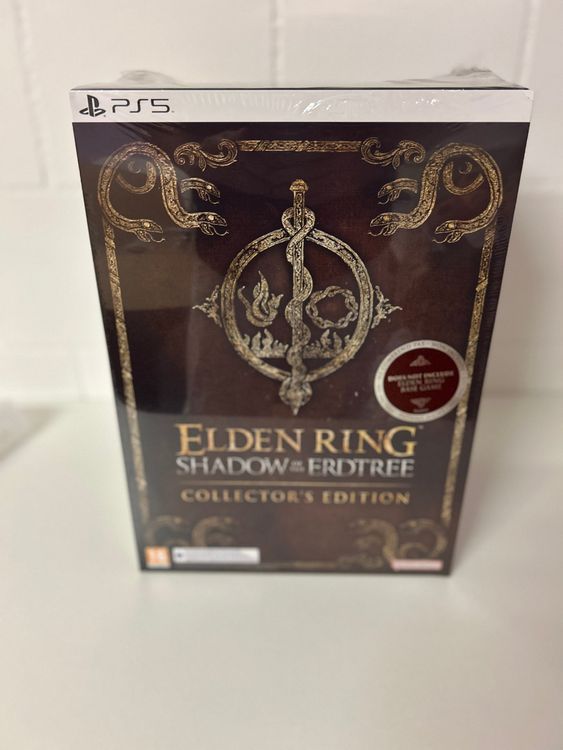 PS5
DOES NOT INCLUDE
ELDEN RING
BASE GAME
ELDEN RING
SHADOW OF THE ERDTREE
COLLECTOR'S EDITION